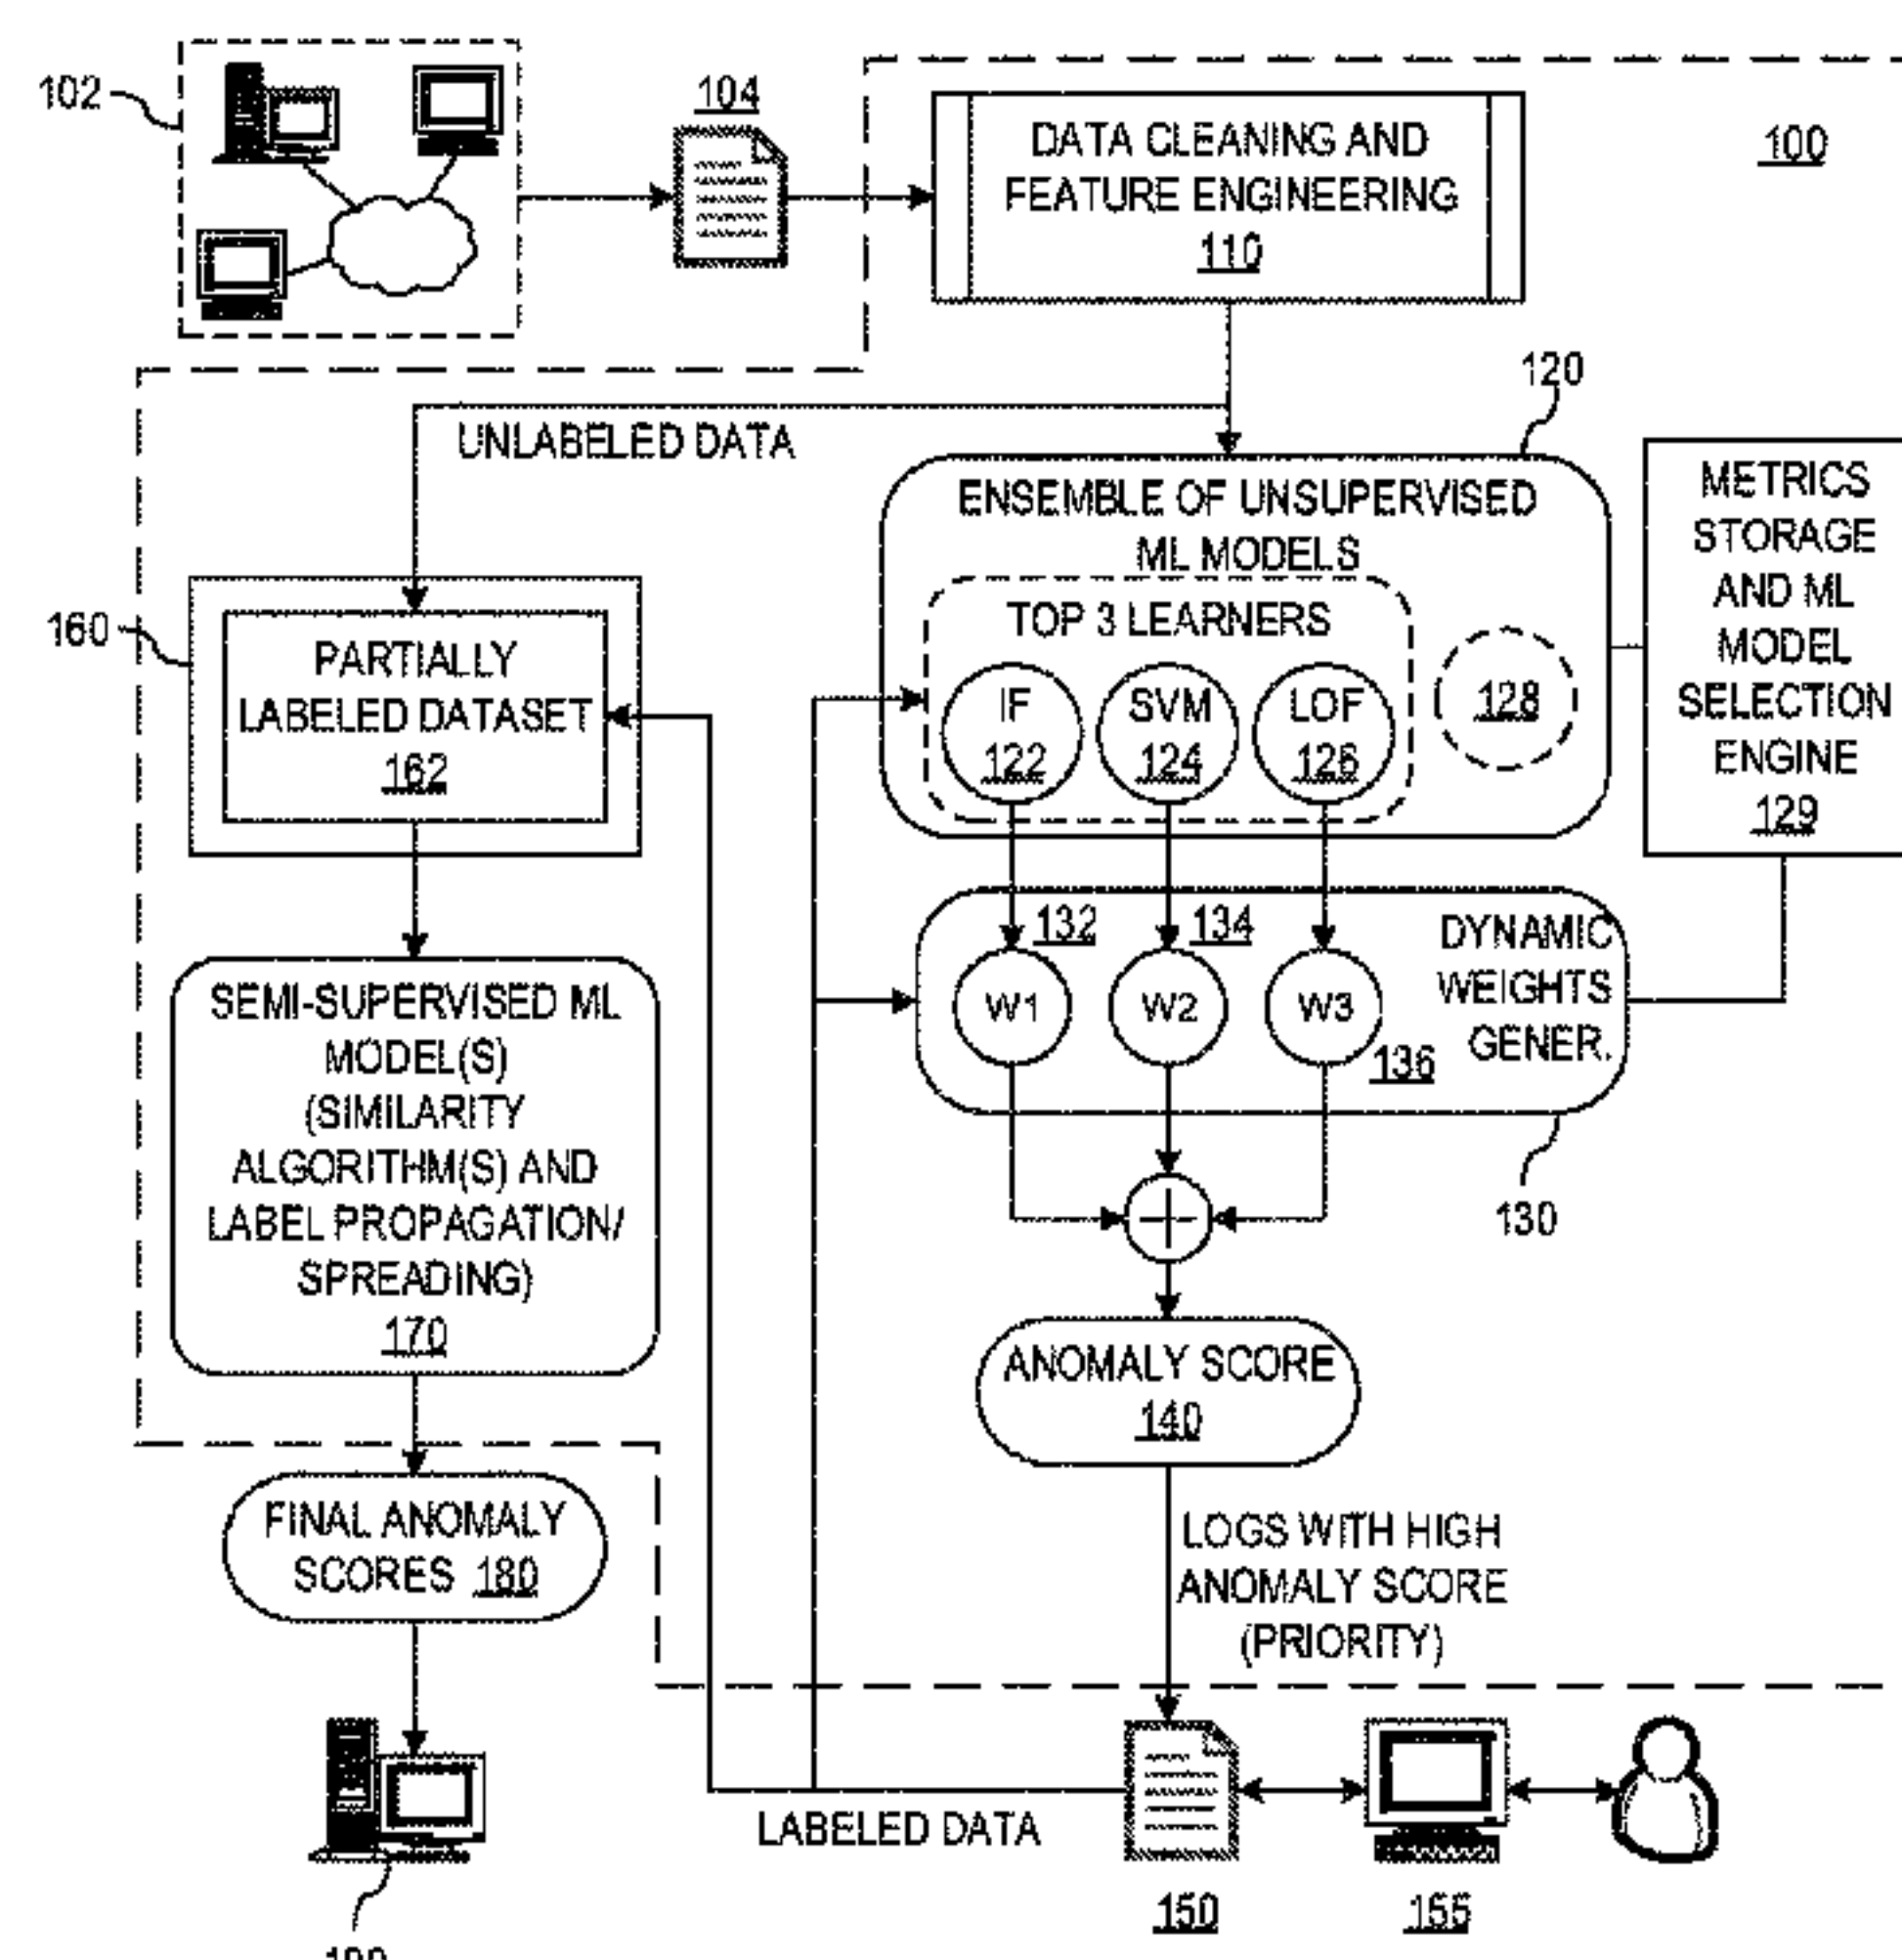 102
104
DATA CLEANING AND
FEATURE ENGINEERING
110
100
UNLABELED DATA
120
ENSEMBLE OF UNSUPERVISED
ML MODELS
TOP 3 LEARNERS
IF
122
SVM
124
LOF
126
128
METRICS
STORAGE
AND ML
MODEL
SELECTION
ENGINE
129
160
PARTIALLY
LABELED DATASET
162
132
134
DYNAMIC
WEIGHTS
GENER.
W1
W2
W3
136
130
SEMI-SUPERVISED ML
MODEL(S)
(SIMILARITY
ALGORITHM(S) AND
LABEL PROPAGATION/
SPREADING)
170
ANOMALY SCORE
140
FINAL ANOMALY
SCORES 180
LOGS WITH HIGH
ANOMALY SCORE
(PRIORITY)
LABELED DATA
150
155